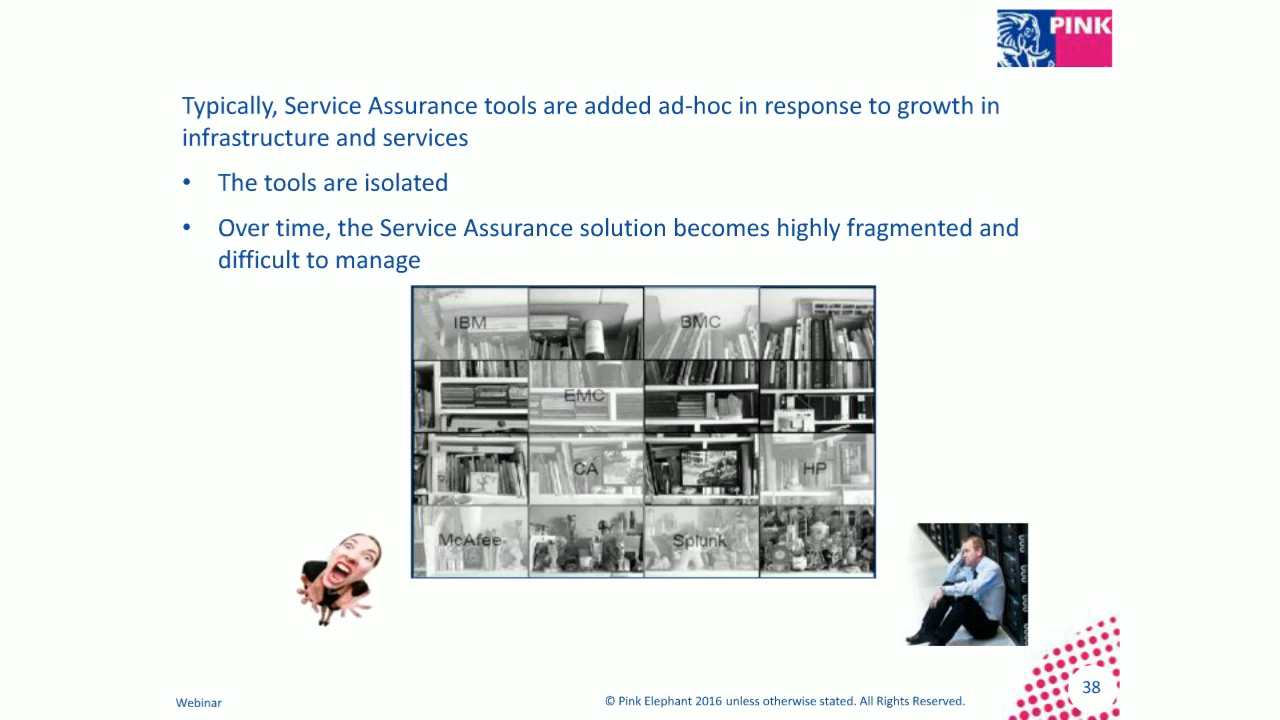 PINK
Typically, Service Assurance tools are added ad-hoc in response to growth in
infrastructure and services
• The tools are isolated
• Over time, the Service Assurance solution becomes highly fragmented and
difficult to manage
IBM
BMC
EMC
CA
HP
McAfee
Splunk
Webinar
© Pink Elephant 2016 unless otherwise stated. All Rights Reserved.
38